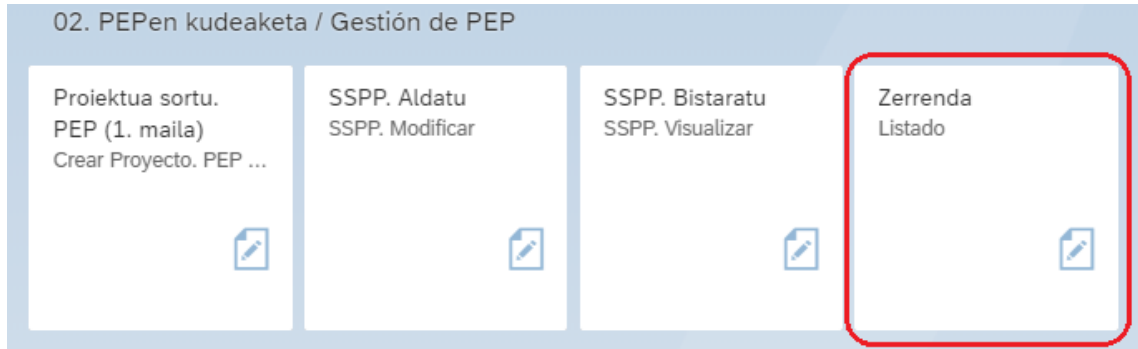 02. PEPen kudeaketa / Gestión de PEP
Proiektua sortu.
PEP (1. maila)
Crear Proyecto. PEP ...
SSPP. Aldatu
SSPP. Modificar
SSPP. Bistaratu
SSPP. Visualizar
Zerrenda
Listado